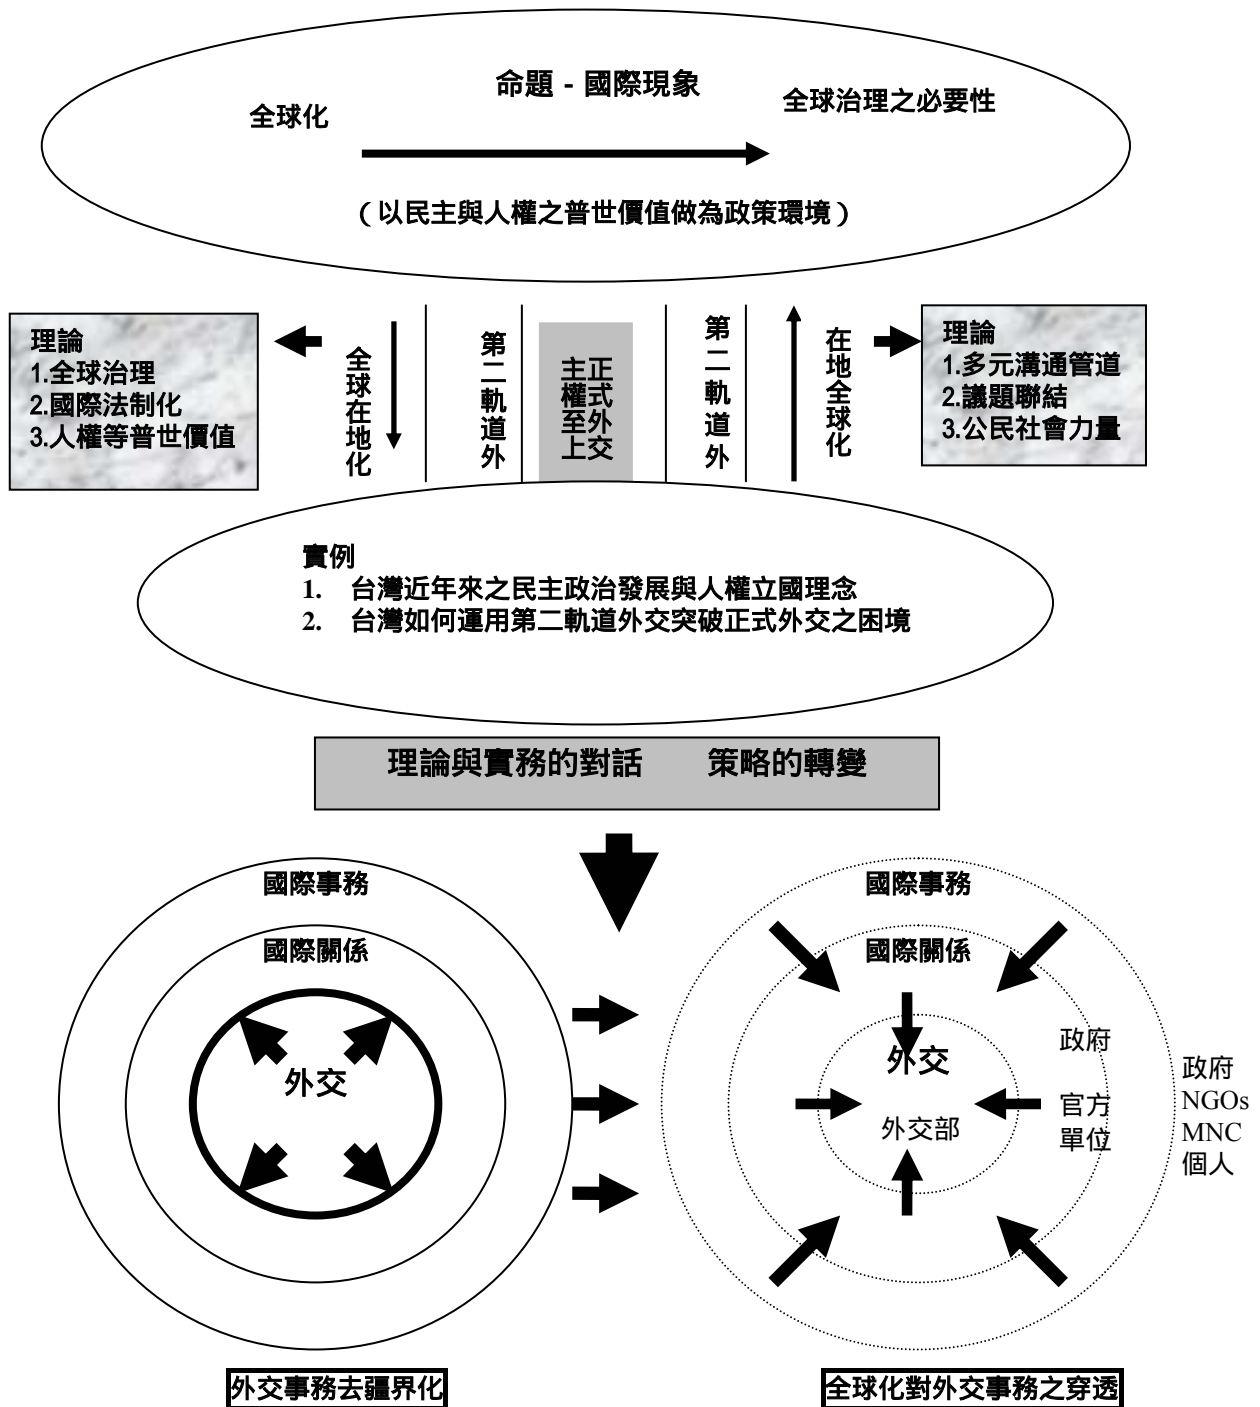 命題 - 國際現象
全球化
全球治理之必要性
（以民主與人權之普世價值做為政策環境）
理論
1.全球治理
2.國際法制化
3.人權等普世價值
全球在地化
第二軌道外
正式外交
主權至上
第二軌道外
在地全球化
理論
1.多元溝通管道
2.議題聯結
3.公民社會力量
實例
1. 台灣近年來之民主政治發展與人權立國理念
2. 台灣如何運用第二軌道外交突破正式外交之困境
理論與實務的對話 策略的轉變
國際事務
國際關係
外交
國際事務
國際關係
外交
外交部
政府
官方
單位
政府
NGOs
MNC
個人
外交事務去疆界化
全球化對外交事務之穿透